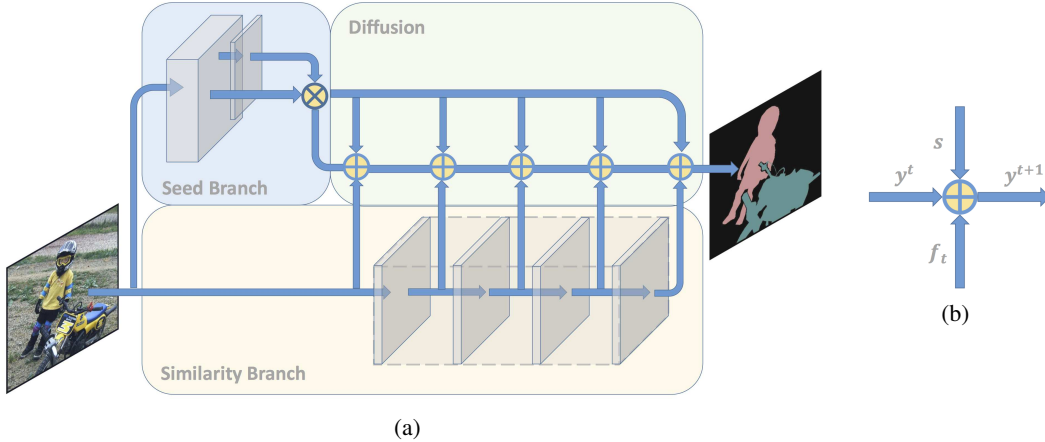 Diffusion
Seed Branch
Similarity Branch
(a)
s
y^t
y^{t+1}
f_t
(b)